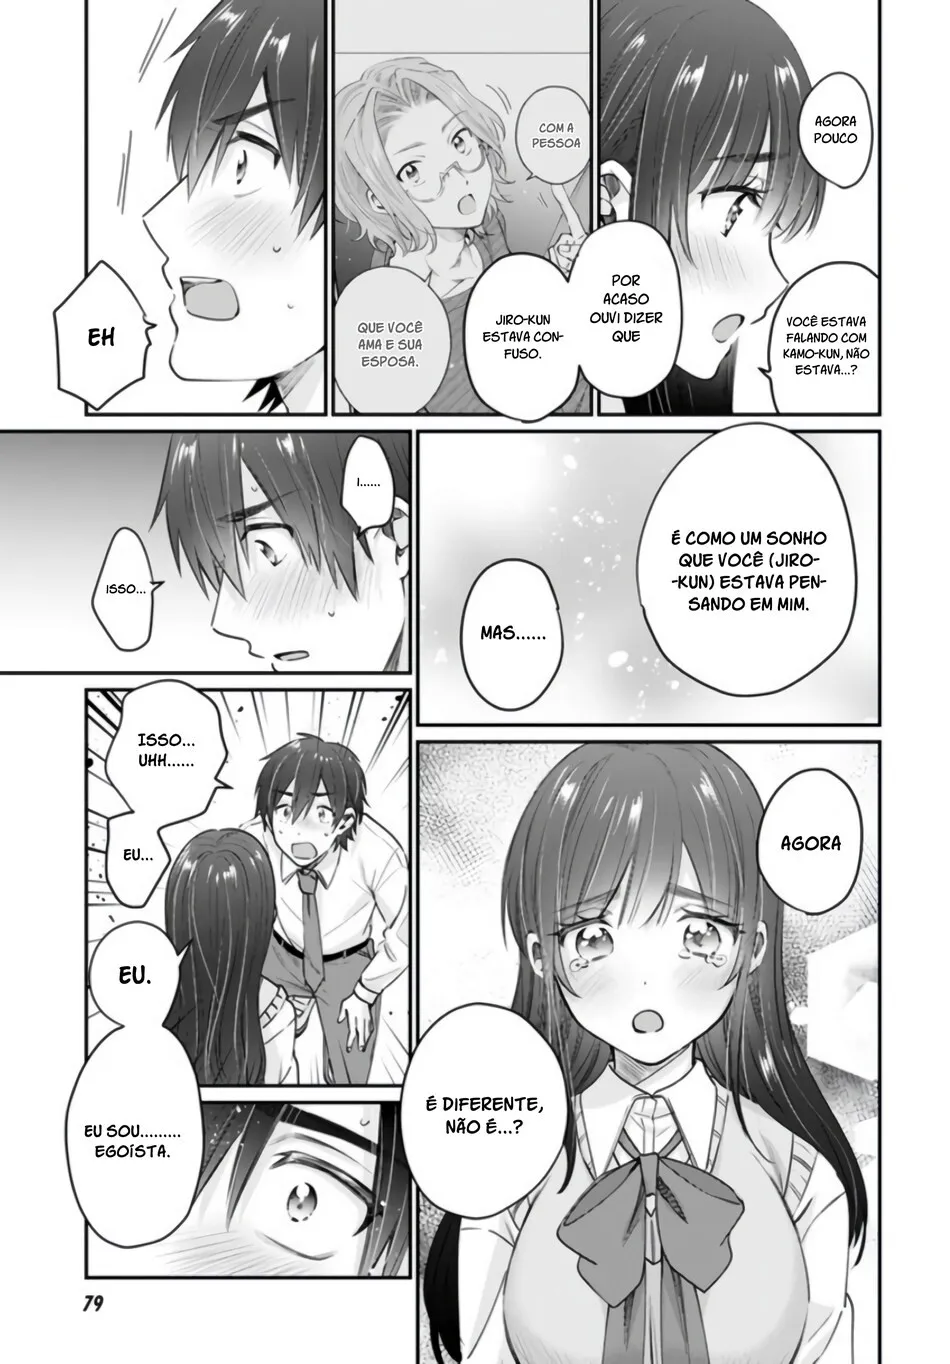 AGORA
POUCO
VOCÊ ESTAVA
FALANDO COM
KAMO-KUN, NÃO
ESTAVA...?
POR
ACASO
OUVI DIZER
QUE
JIRO-KUN
ESTAVA CON-
FUSO.
COM A
PESSOA
QUE VOCÊ
AMA E SUA
ESPOSA.
EH
É COMO UM SONHO
QUE VOCÊ (JIRO-
-KUN) ESTAVA PEN-
SANDO EM MIM.
MAS......
I......
ISSO...
AGORA
É DIFERENTE,
NÃO É...?
ISSO...
UHH......
EU...
EU.
EU SOU.........
EGOÍSTA.
79